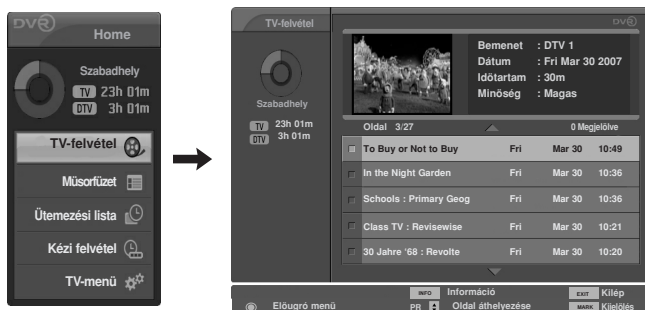 DVR
Home
Szabadhely
TV 23h 01m
DTV 3h 01m
TV-felvétel
Műsorfüzet
Ütemezési lista
Kézi felvétel
TV-menü
TV-felvétel
DVR
Szabadhely
TV 23h 01m
DTV 3h 01m
Bemenet : DTV 1
Dátum : Fri Mar 30 2007
Időtartam : 30m
Minőség : Magas
Oldal 3/27 0 Megjelölve
To Buy or Not to Buy Fri Mar 30 10:49
In the Night Garden Fri Mar 30 10:36
Schools : Primary Geog Fri Mar 30 10:36
Class TV : Revisewise Fri Mar 30 10:21
30 Jahre '68 : Revolte Fri Mar 30 10:20
INFO Információ EXIT Kilép
Előugró menü PR Oldal áthelyezése MARK Kijelölés